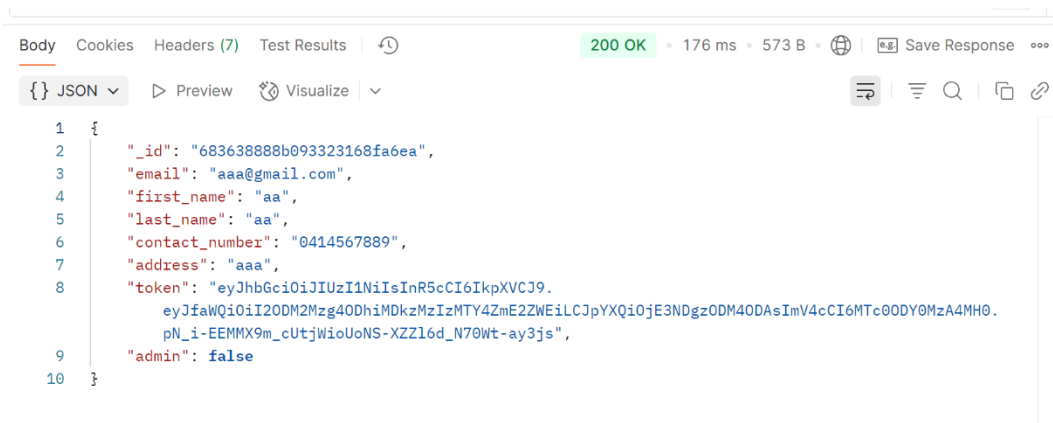 Body Cookies Headers (7) Test Results 200 OK • 176 ms • 573 B • e.g. Save Response
{} JSON Preview Visualize
1 {
2 "_id": "683638888b093323168fa6ea",
3 "email": "aaa@gmail.com",
4 "first_name": "aa",
5 "last_name": "aa",
6 "contact_number": "0414567889",
7 "address": "aaa",
8 "token": "eyJhbGciOiJIUzI1NiIsInR5cCI6IkpXVCJ9.
eyJfaWQiOiI2ODM2Mzg4ODhiMDkzMzIzMTY4ZmE2ZWEiLCJpYXQiOjE3NDgzODM4ODAsImV4cCI6MTc0ODY0MzA4MH0.
pN_i-EEMMX9m_cUtjWioUoNS-XZZl6d_N70Wt-ay3js",
9 "admin": false
10 }